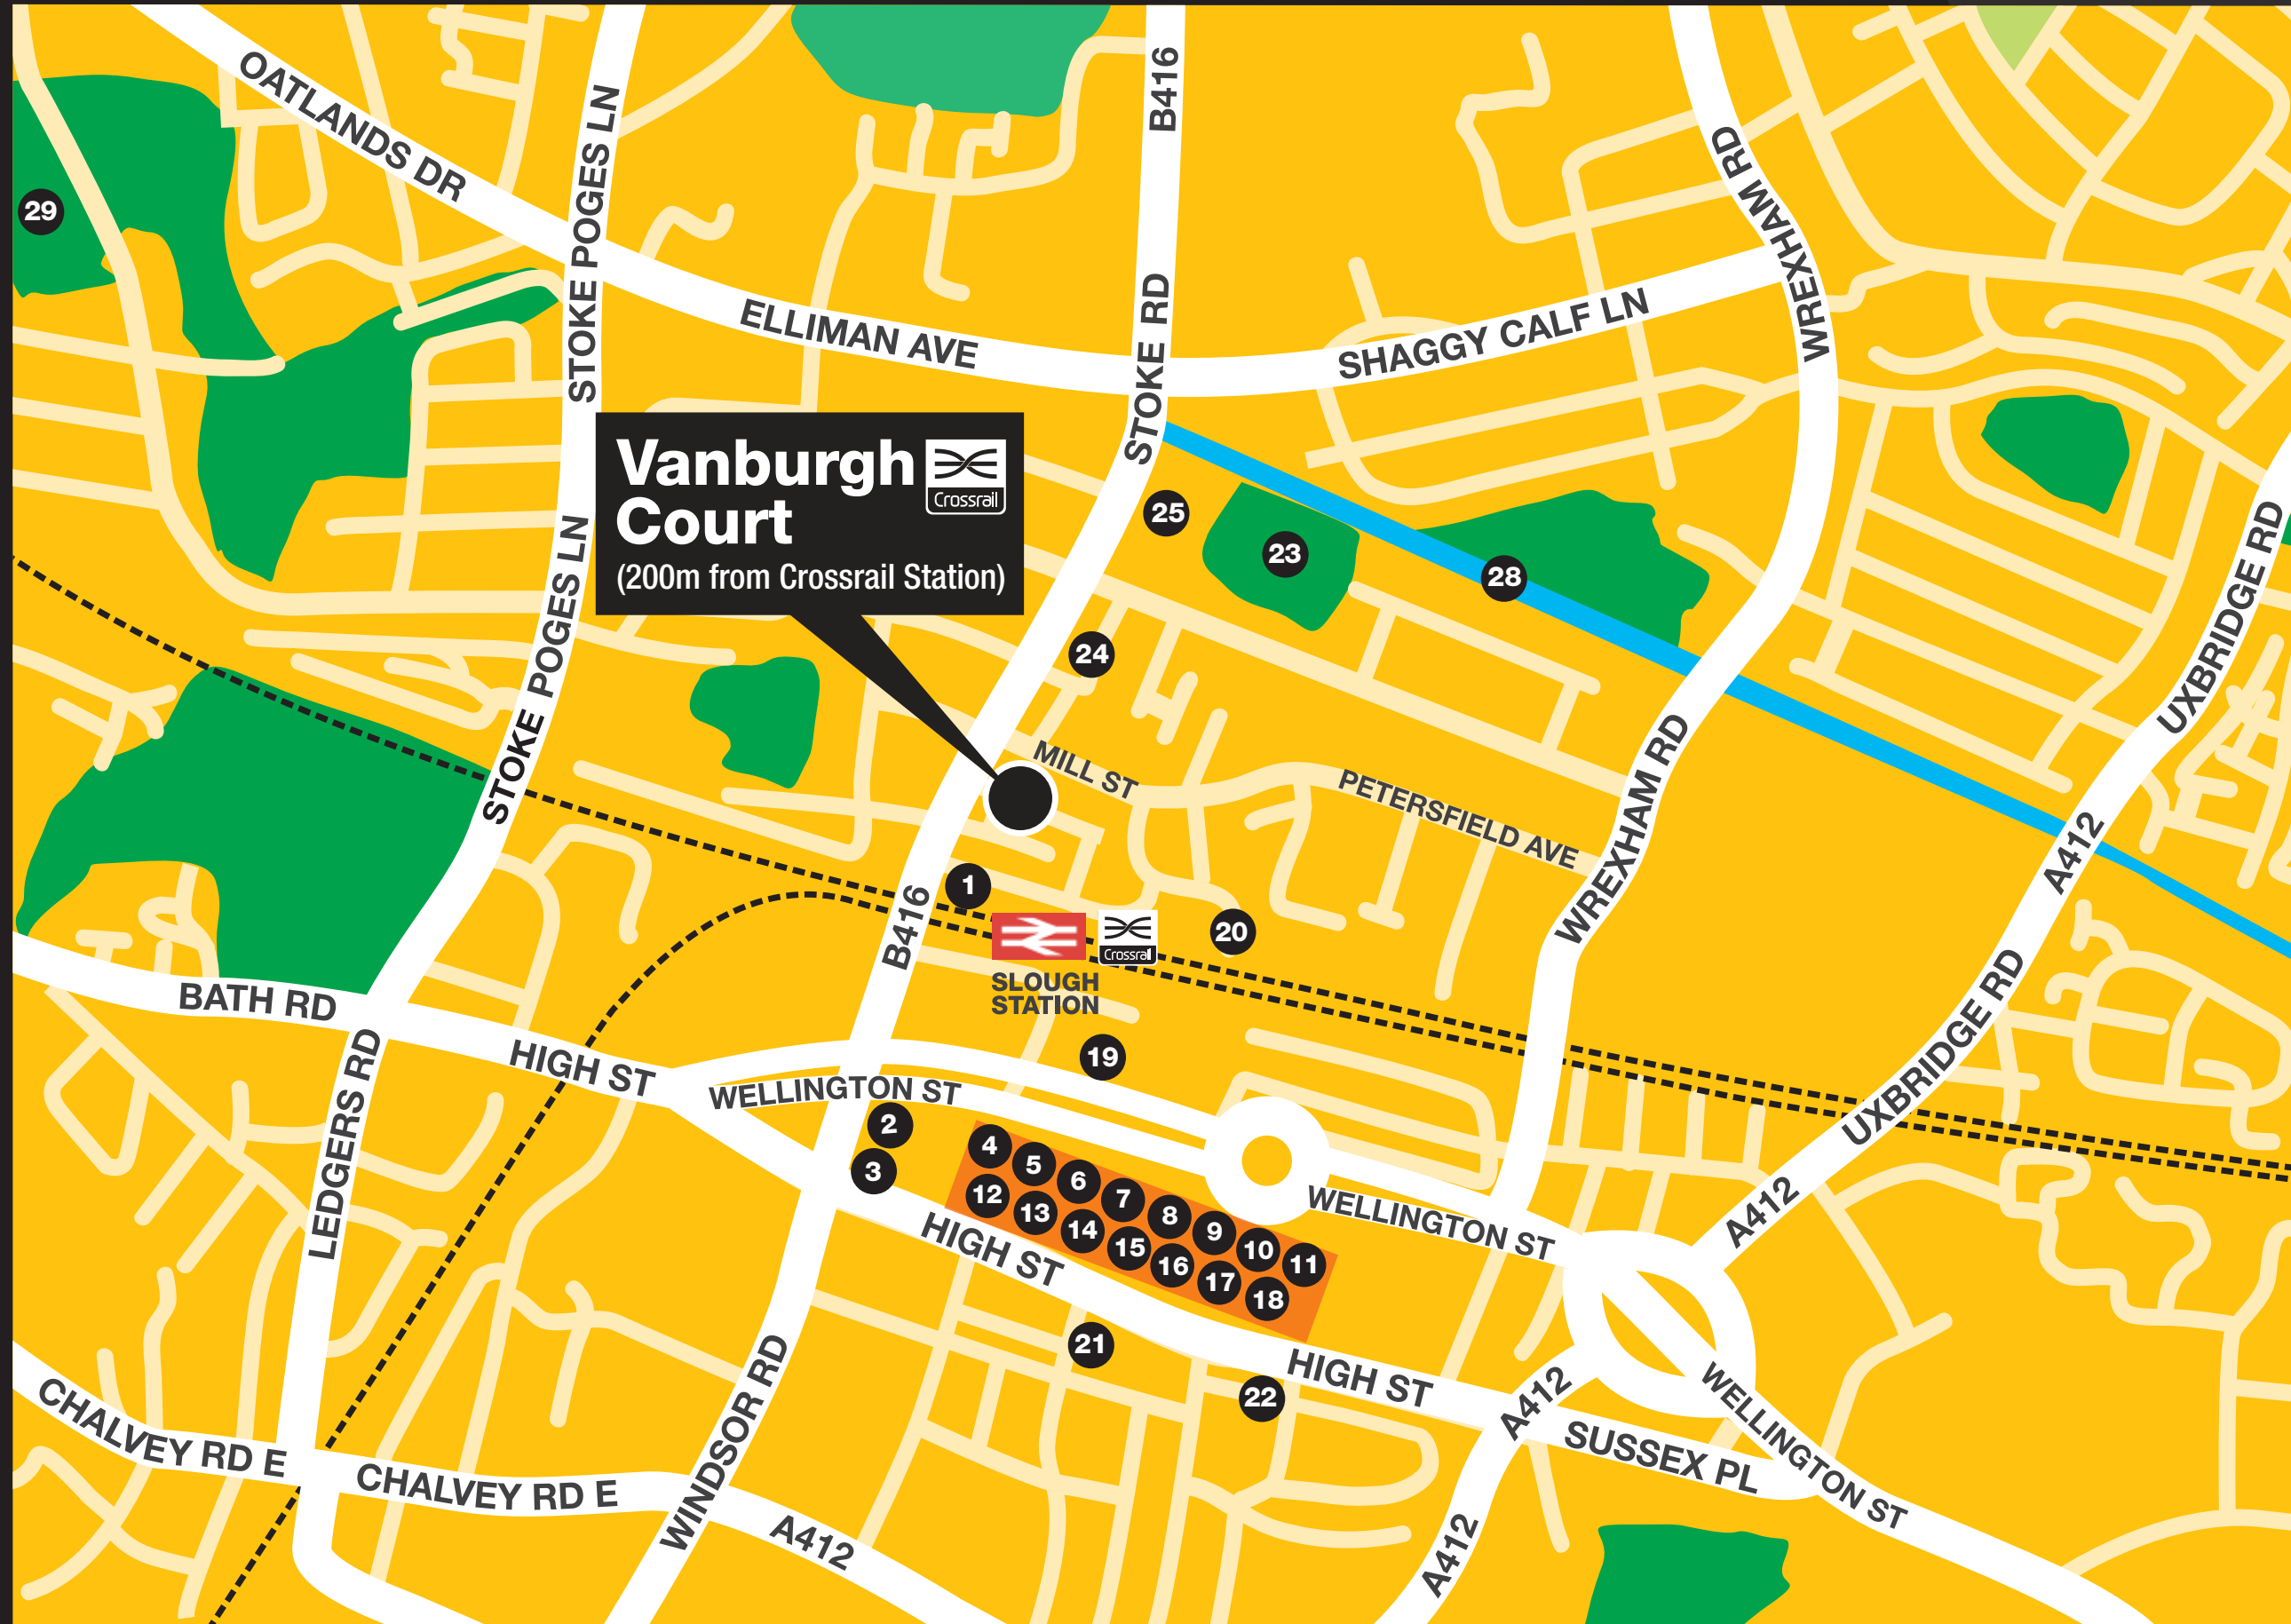 OATLANDS DR
STOKE POGES LN
B416
WREXHAM RD
29
ELLIMAN AVE
STOKE RD
SHAGGY CALF LN
Vanburgh
Court
Crossrail
(200m from Crossrail Station)
25
23
28
24
STOKE POGES LN
UXBRIDGE RD
MILL ST
PETERSFIELD AVE
WREXHAM RD
A412
1
B416
20
Crossrail
SLOUGH
STATION
BATH RD
HIGH ST
19
WELLINGTON ST
UXBRIDGE RD
LEDGERS RD
2
3
4
5
6
7
8
9
10
11
12
13
14
15
16
17
18
WELLINGTON ST
A412
HIGH ST
21
22
HIGH ST
A412
WINDSOR RD
SUSSEX PL
WELLINGTON ST
CHALVEY RD E
CHALVEY RD E
A412
A412